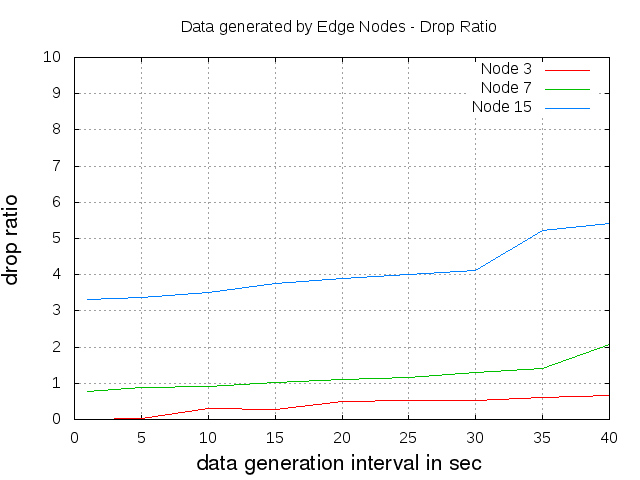 Data generated by Edge Nodes - Drop Ratio
10
9
8
7
6
5
4
3
2
1
0
Node 3
Node 7
Node 15
drop ratio
0 5 10 15 20 25 30 35 40
data generation interval in sec